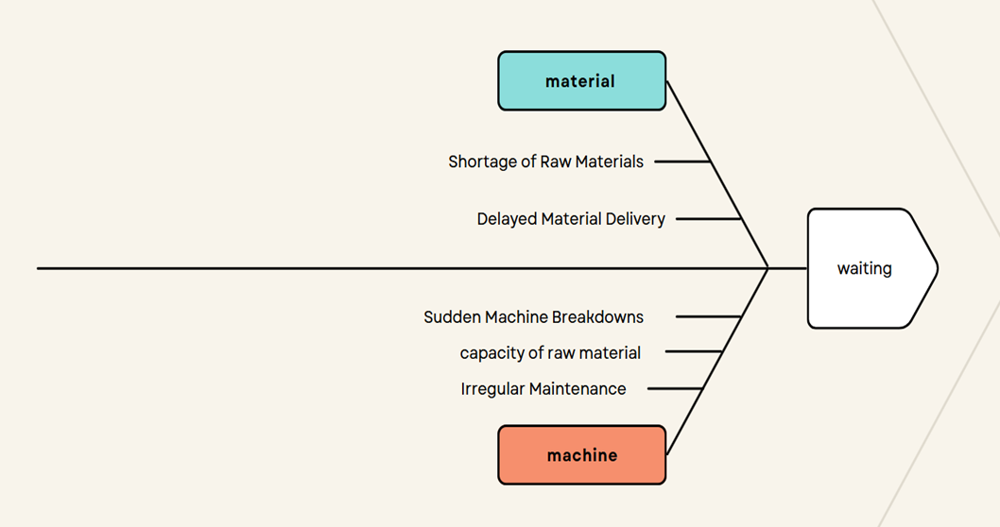 material
Shortage of Raw Materials
Delayed Material Delivery
waiting
Sudden Machine Breakdowns
capacity of raw material
Irregular Maintenance
machine